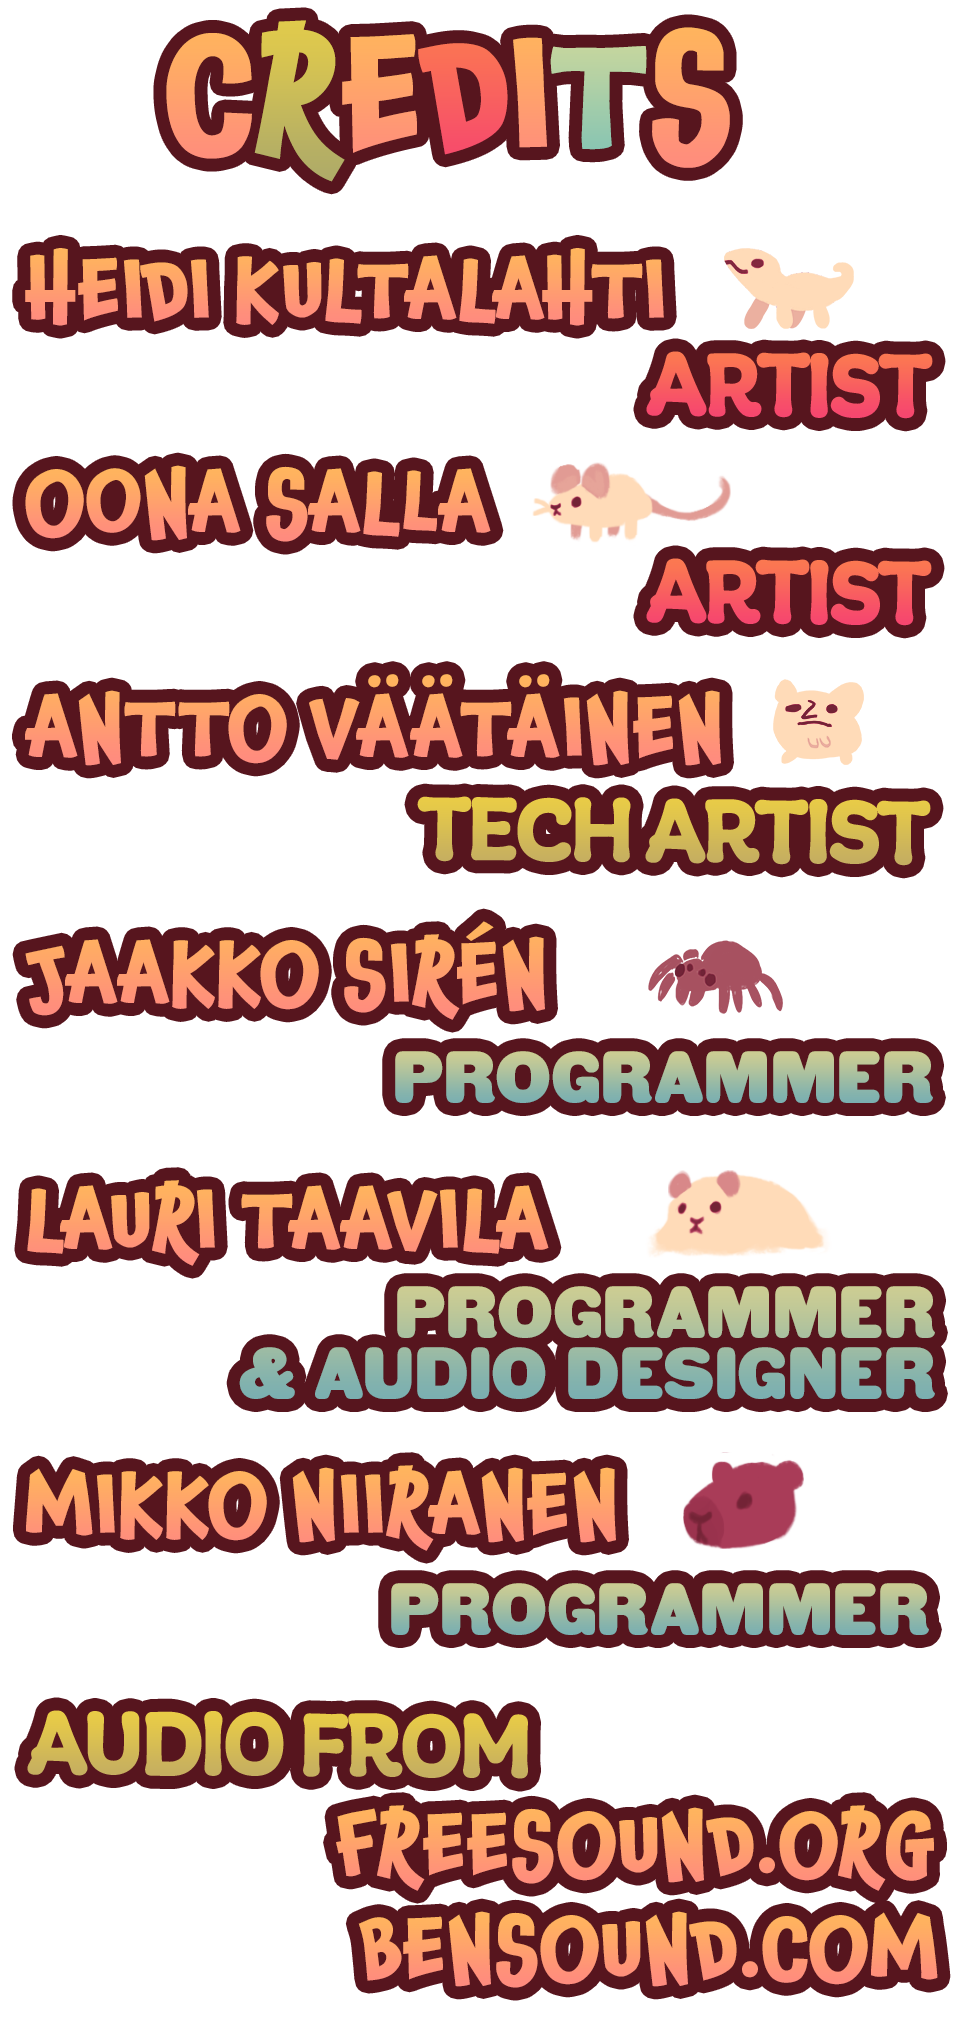 CREDITS
HEIDI KULTALAHTI
ARTIST
OONA SALLA
ARTIST
ANTTO VÄÄTÄINEN
TECH ARTIST
JAAKKO SIRÉN
PROGRAMMER
LAURI TAAVILA
PROGRAMMER
& AUDIO DESIGNER
MIKKO NIIRANEN
PROGRAMMER
AUDIO FROM
FREESOUND.ORG
BENSOUND.COM